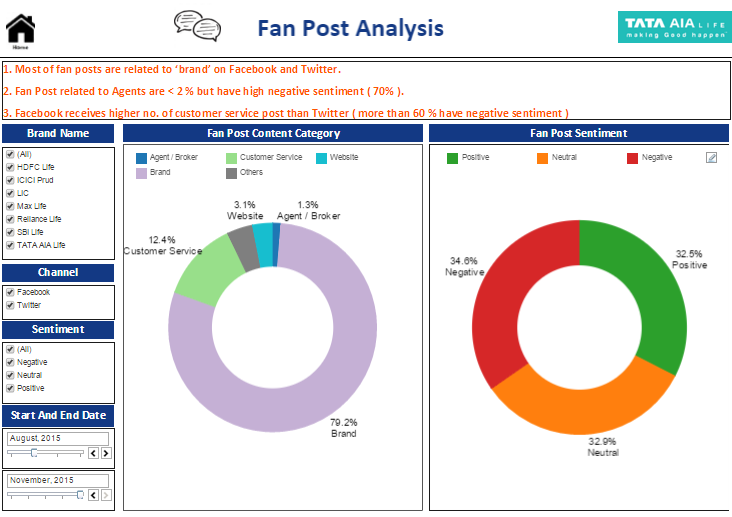 Home
Fan Post Analysis
TATA AIA LIFE
making Good happen
1. Most of fan posts are related to ‘brand’ on Facebook and Twitter.
2. Fan Post related to Agents are < 2 % but have high negative sentiment ( 70% ).
3. Facebook receives higher no. of customer service post than Twitter ( more than 60 % have negative sentiment )
Brand Name
(All)
HDFC Life
ICICI Prud
LIC
Max Life
Reliance Life
SBI Life
TATA AIA Life
Channel
Facebook
Twitter
Sentiment
(All)
Negative
Neutral
Positive
Start And End Date
August, 2015
November, 2015
Fan Post Content Category
Agent / Broker
Customer Service
Website
Brand
Others
3.1%
Website
1.3%
Agent / Broker
12.4%
Customer Service
79.2%
Brand
Fan Post Sentiment
Positive
Neutral
Negative
34.6%
Negative
32.5%
Positive
32.9%
Neutral